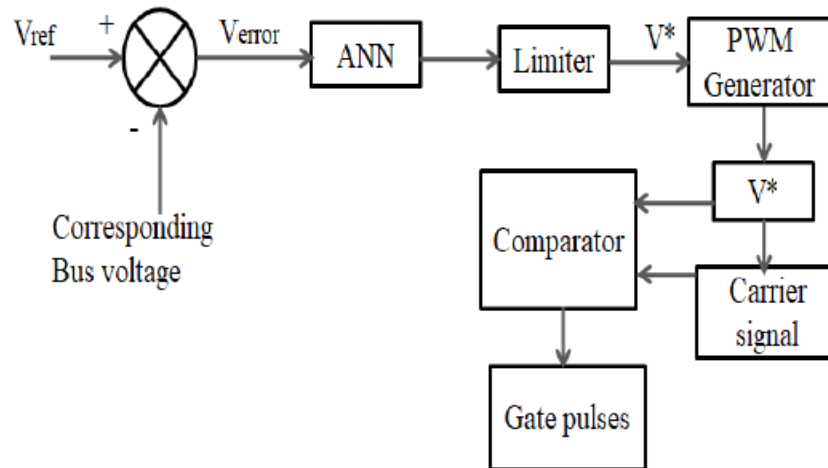 Vref
+
Verror
ANN
Limiter
V*
PWM
Generator
-
Corresponding
Bus voltage
Comparator
V*
Carrier
signal
Gate pulses